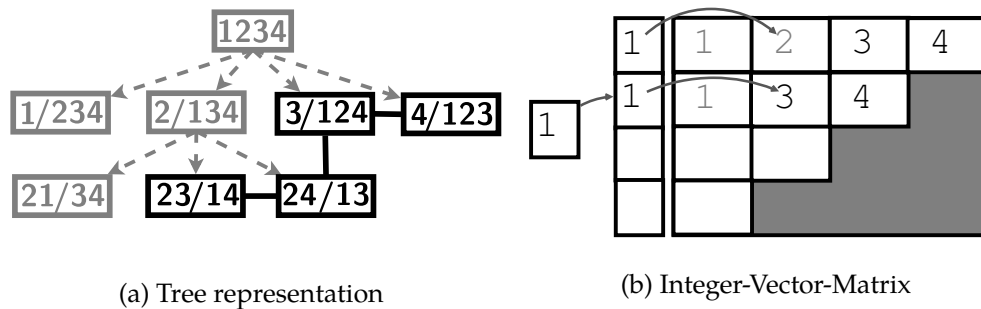 1234
1/234 2/134 3/124 4/123
21/34 23/14 24/13
(a) Tree representation
1 1 2 3 4
1 1 3 4
1
(b) Integer-Vector-Matrix